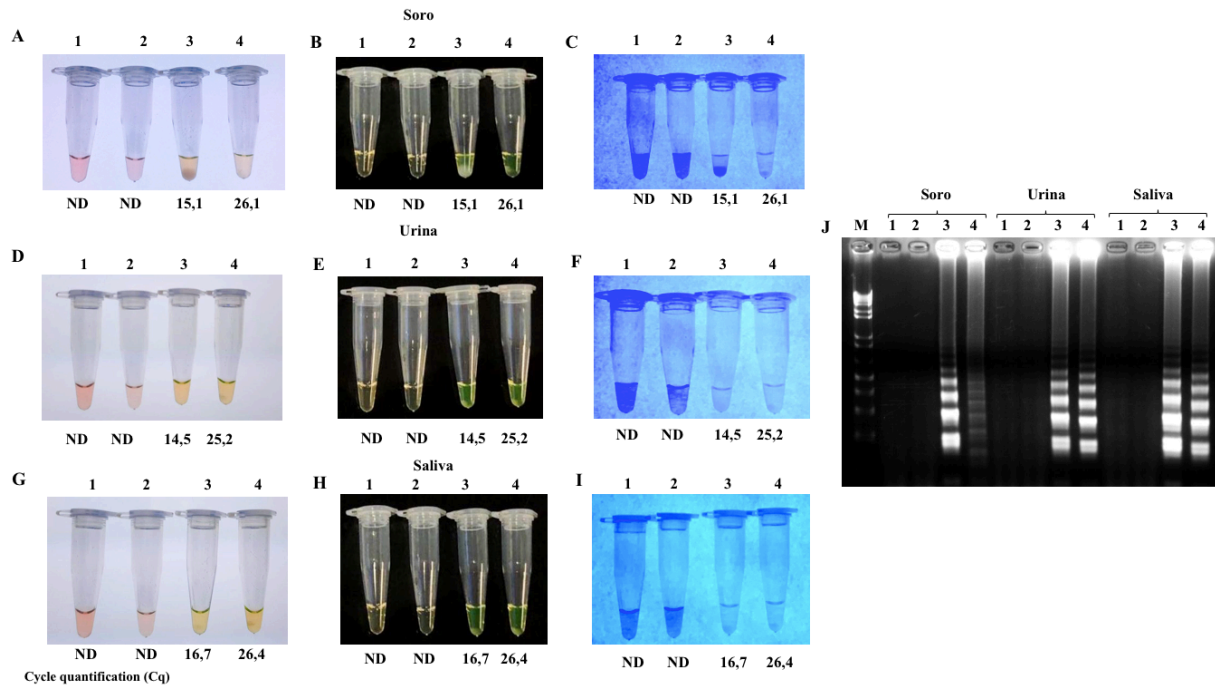 Soro
A
1 2 3 4
ND ND 15,1 26,1
B
1 2 3 4
ND ND 15,1 26,1
C
1 2 3 4
ND ND 15,1 26,1
Urina
D
1 2 3 4
ND ND 14,5 25,2
E
1 2 3 4
ND ND 14,5 25,2
F
1 2 3 4
ND ND 14,5 25,2
Saliva
G
1 2 3 4
ND ND 16,7 26,4
H
1 2 3 4
ND ND 16,7 26,4
I
1 2 3 4
ND ND 16,7 26,4
Cycle quantification (Cq)
J
Soro Urina Saliva
M 1 2 3 4 1 2 3 4 1 2 3 4